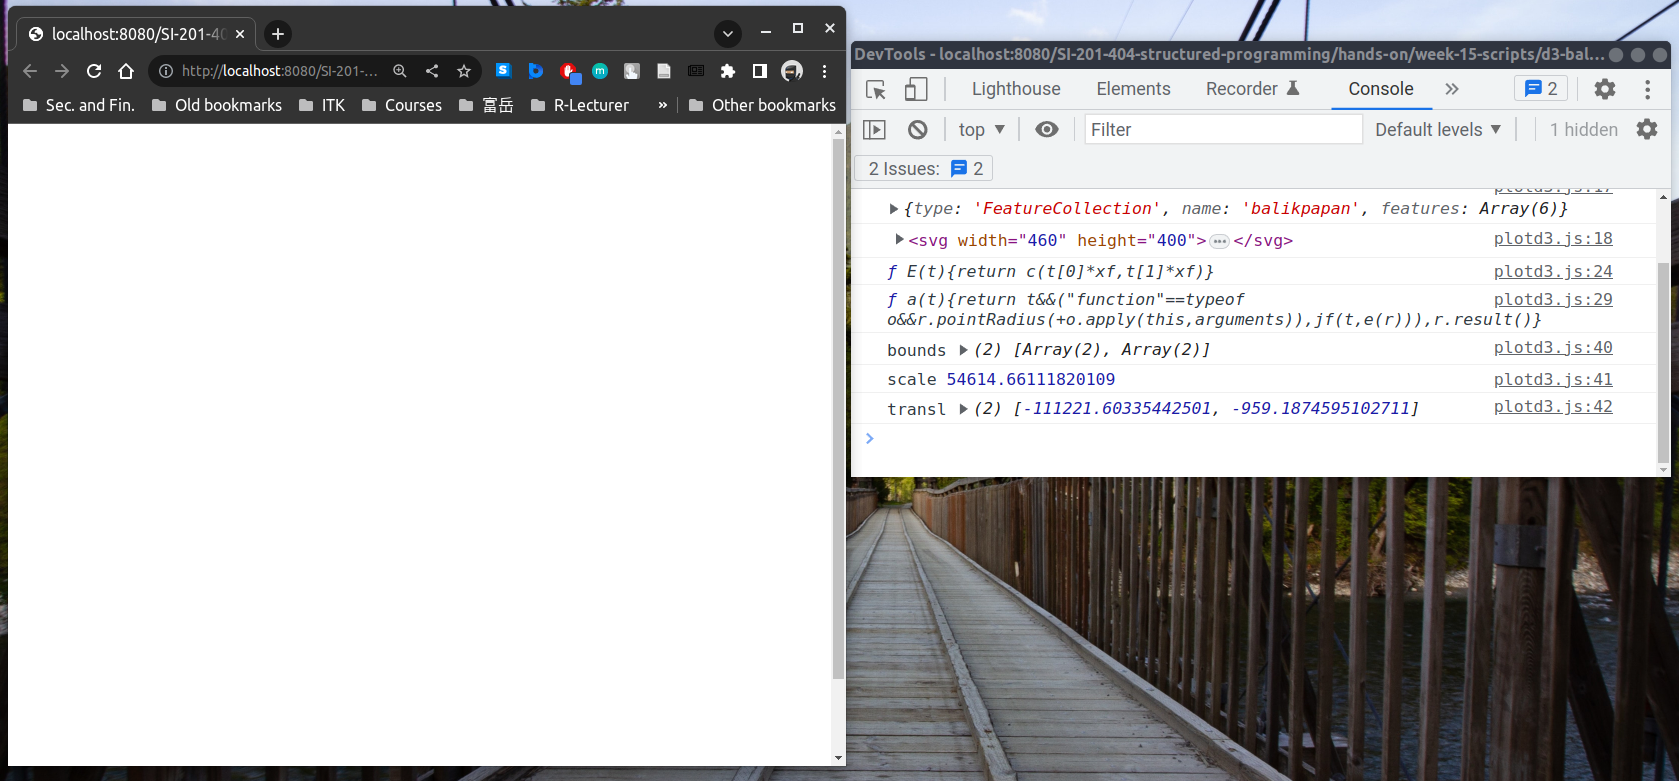 localhost:8080/SI-201-40
http://localhost:8080/SI-201-...
Sec. and Fin. Old bookmarks ITK Courses 富岳 R-Lecturer » Other bookmarks
DevTools - localhost:8080/SI-201-404-structured-programming/hands-on/week-15-scripts/d3-bal...
Lighthouse Elements Recorder Console » 2
top Filter Default levels 1 hidden
2 Issues: 2
plotd3.js:17
{type: 'FeatureCollection', name: 'balikpapan', features: Array(6)}
<svg width="460" height="400">…</svg> plotd3.js:18
ƒ E(t){return c(t[0]*xf,t[1]*xf)} plotd3.js:24
ƒ a(t){return t&&("function"==typeof plotd3.js:29
o&&r.pointRadius(+o.apply(this,arguments)),jf(t,e(r))),r.result()}
bounds (2) [Array(2), Array(2)] plotd3.js:40
scale 54614.66111820109 plotd3.js:41
transl (2) [-111221.60335442501, -959.1874595102711] plotd3.js:42